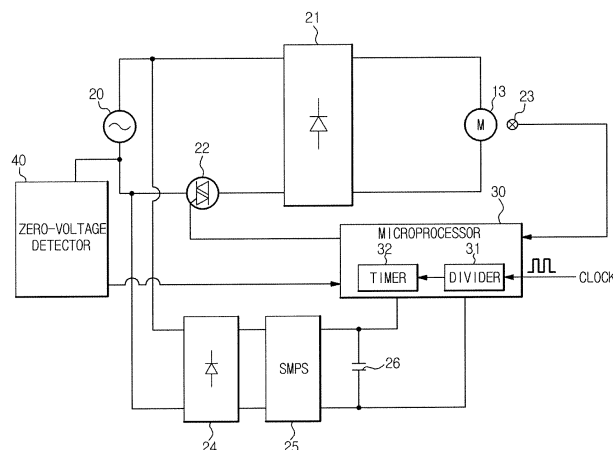 21
20
13
23
M
40
22
ZERO-VOLTAGE
DETECTOR
30
MICROPROCESSOR
32
31
TIMER
DIVIDER
CLOCK
SMPS
26
24
25